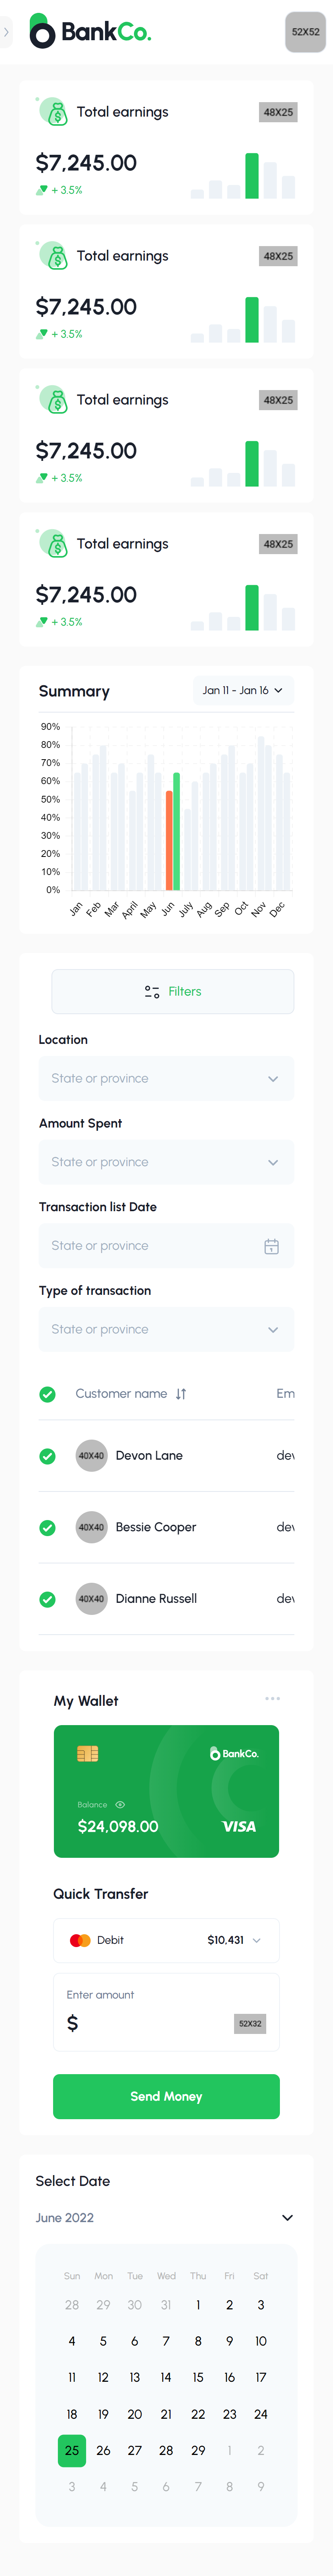 BankCo.
52X52
Total earnings
48X25
$7,245.00
+ 3.5%
Total earnings
48X25
$7,245.00
+ 3.5%
Total earnings
48X25
$7,245.00
+ 3.5%
Total earnings
48X25
$7,245.00
+ 3.5%
Summary
Jan 11 - Jan 16
90%
80%
70%
60%
50%
40%
30%
20%
10%
0%
Jan Feb Mar April May Jun July Aug Sep Oct Nov Dec
Filters
Location
State or province
Amount Spent
State or province
Transaction list Date
State or province
Type of transaction
State or province
Customer name Em
40X40 Devon Lane dev
40X40 Bessie Cooper dev
40X40 Dianne Russell dev
My Wallet
BankCo.
Balance
$24,098.00 VISA
Quick Transfer
Debit $10,431
Enter amount
$ 52X32
Send Money
Select Date
June 2022
Sun Mon Tue Wed Thu Fri Sat
28 29 30 31 1 2 3
4 5 6 7 8 9 10
11 12 13 14 15 16 17
18 19 20 21 22 23 24
25 26 27 28 29 1 2
3 4 5 6 7 8 9